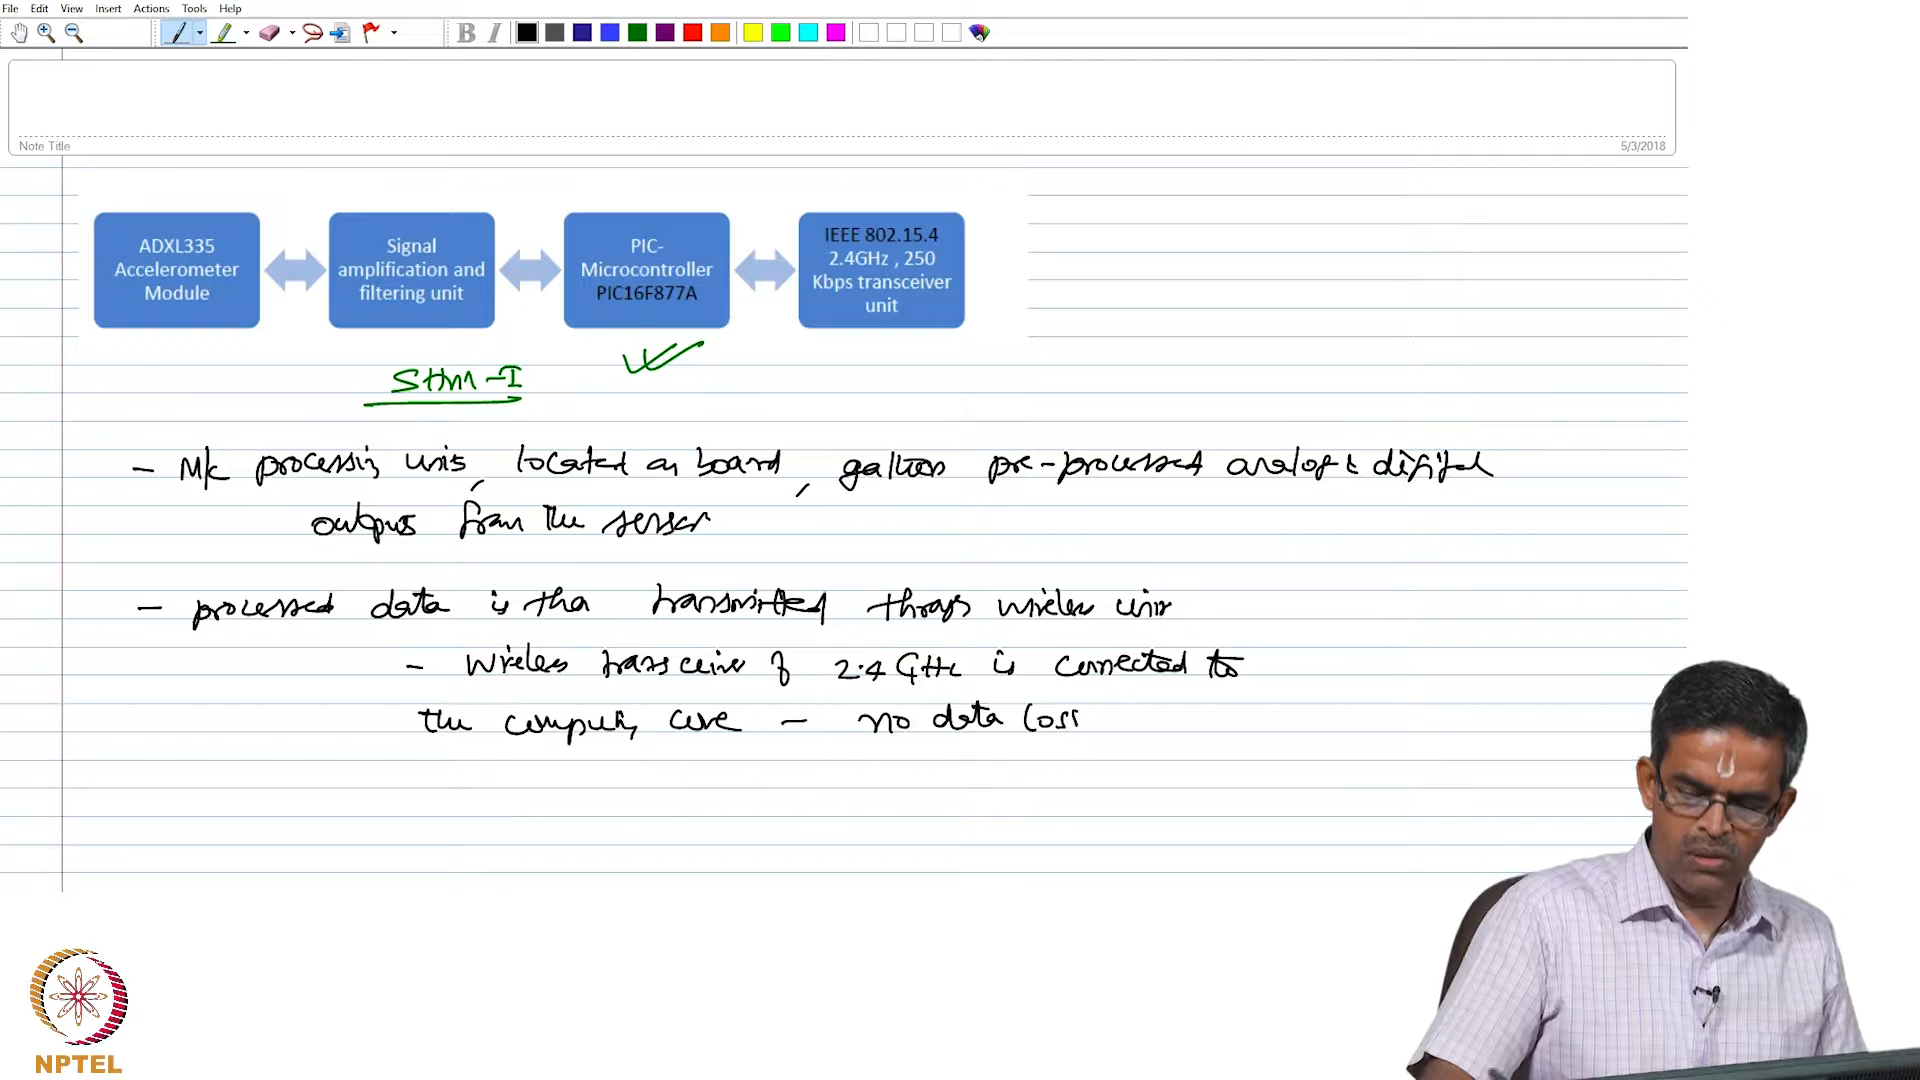 File Edit View Insert Actions Tools Help
B I
Note Title
5/3/2018
ADXL335
Accelerometer
Module
Signal
amplification and
filtering unit
PIC-
Microcontroller
PIC16F877A
IEEE 802.15.4
2.4GHz , 250
Kbps transceiver
unit
SHM-I
- M/c processing unit, located on board, gathers pre-processed analog & digital
outputs from the sensor
- processed data is then transmitted through wireless unit
- Wireless transceiver of 2.4 GHz is connected to
the computing core - no data loss
NPTEL